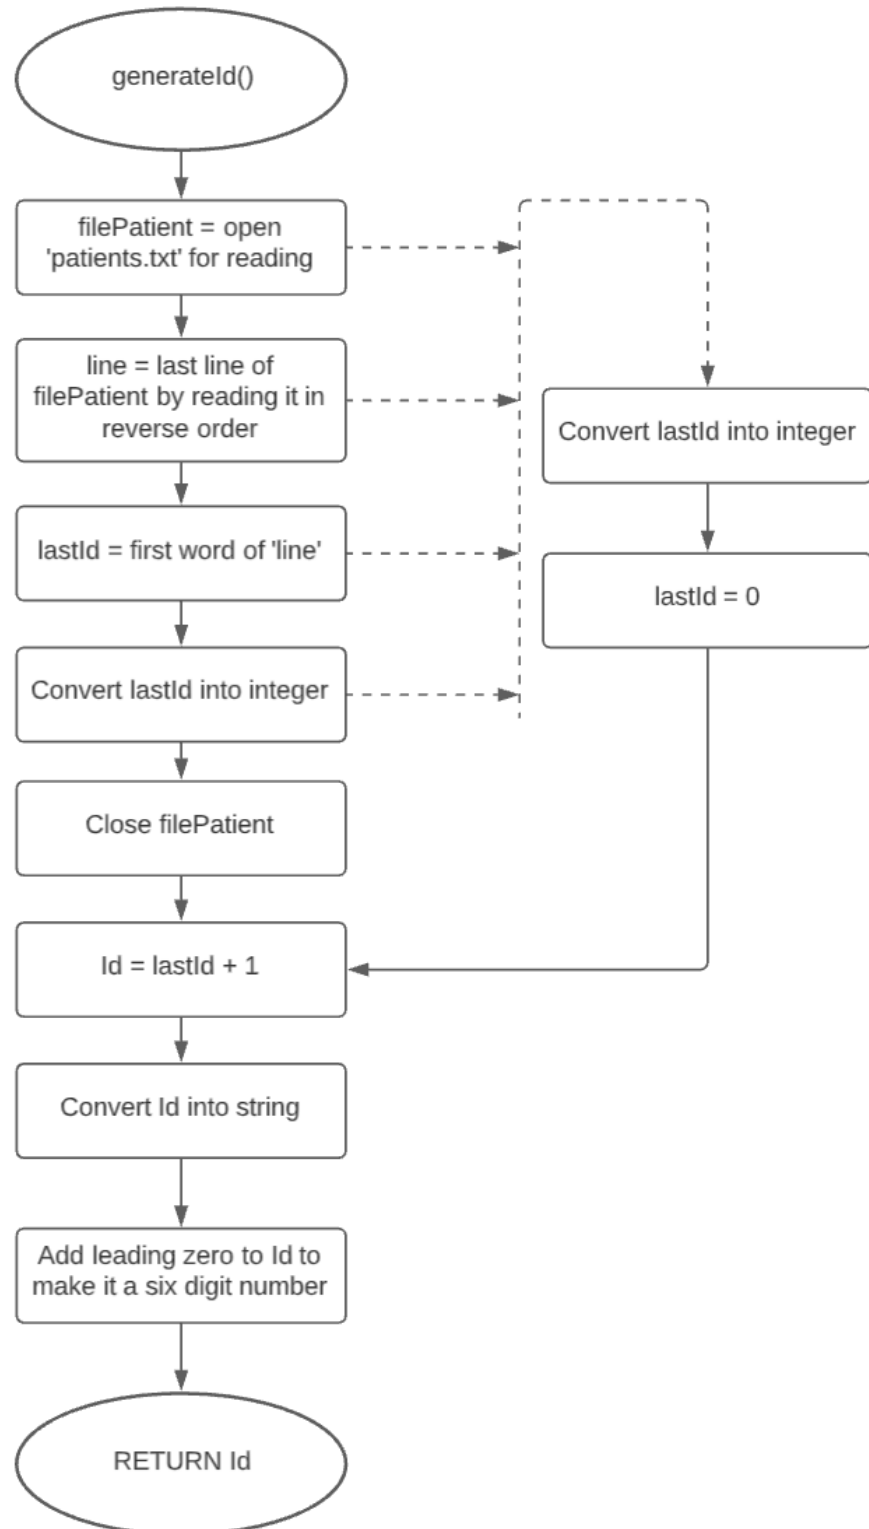 generateId()
filePatient = open
'patients.txt' for reading
line = last line of
filePatient by reading it in
reverse order
lastId = first word of 'line'
Convert lastId into integer
Close filePatient
Id = lastId + 1
Convert Id into string
Add leading zero to Id to
make it a six digit number
RETURN Id
Convert lastId into integer
lastId = 0